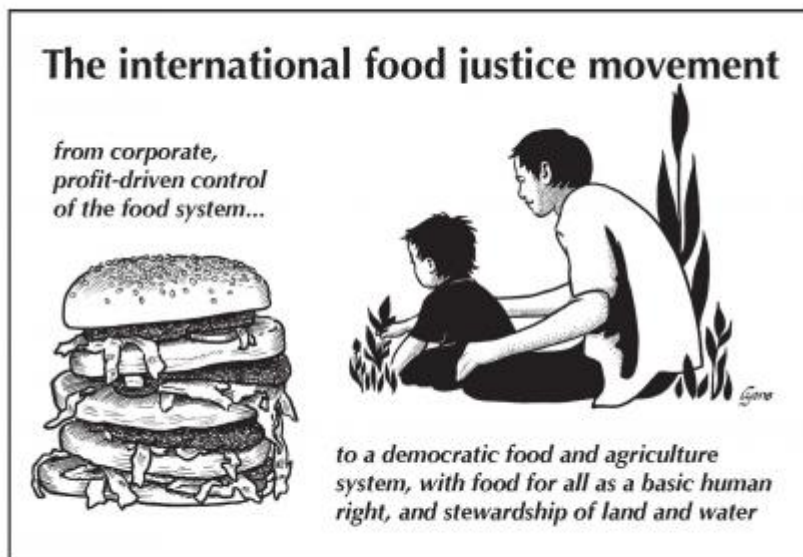 The international food justice movement
from corporate,
profit-driven control
of the food system...
to a democratic food and agriculture
system, with food for all as a basic human
right, and stewardship of land and water